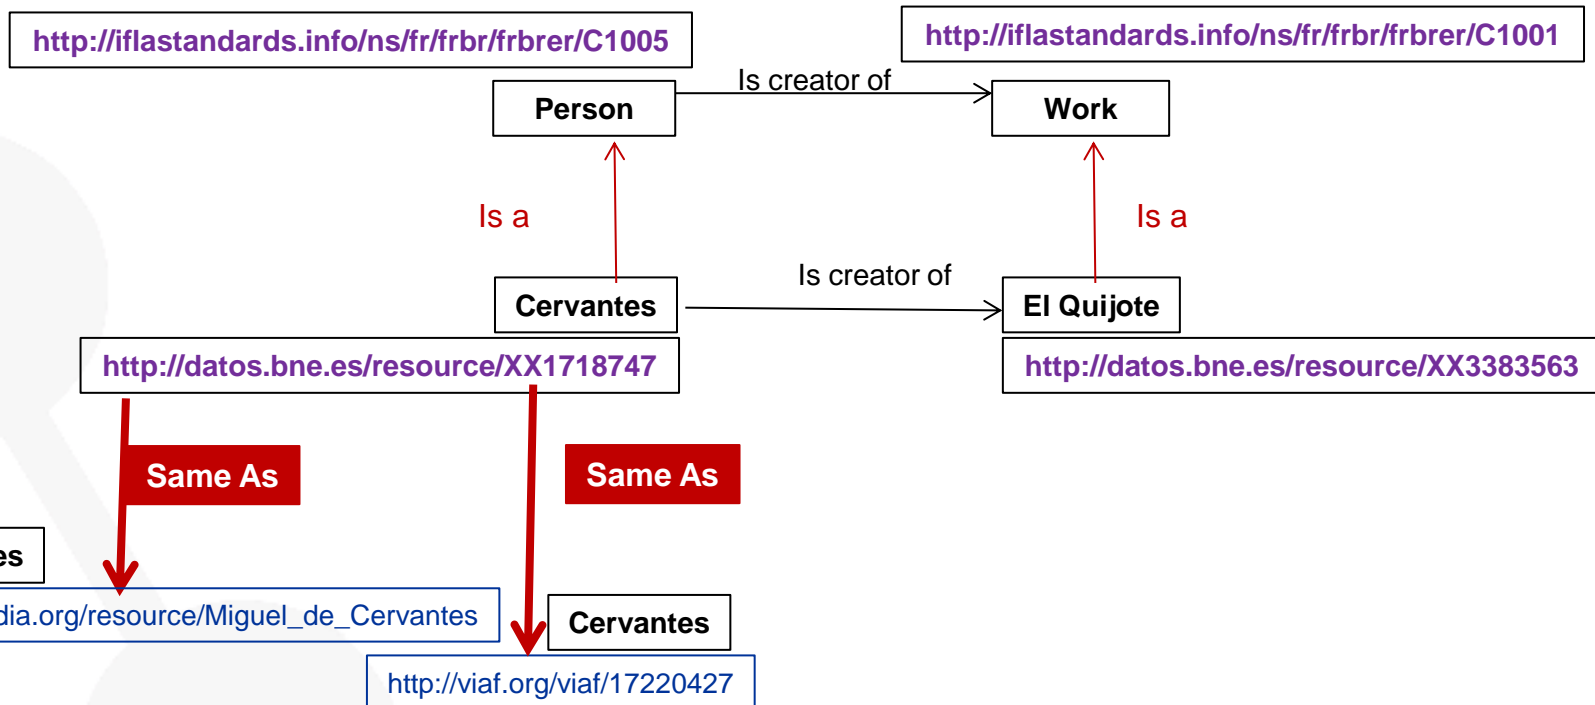 http://iflastandards.info/ns/fr/frbr/frbrer/C1005
http://iflastandards.info/ns/fr/frbr/frbrer/C1001
Is creator of
Person
Work
Is a
Is a
Is creator of
Cervantes
El Quijote
http://datos.bne.es/resource/XX1718747
http://datos.bne.es/resource/XX3383563
Same As
Same As
es
dia.org/resource/Miguel_de_Cervantes
Cervantes
http://viaf.org/viaf/17220427